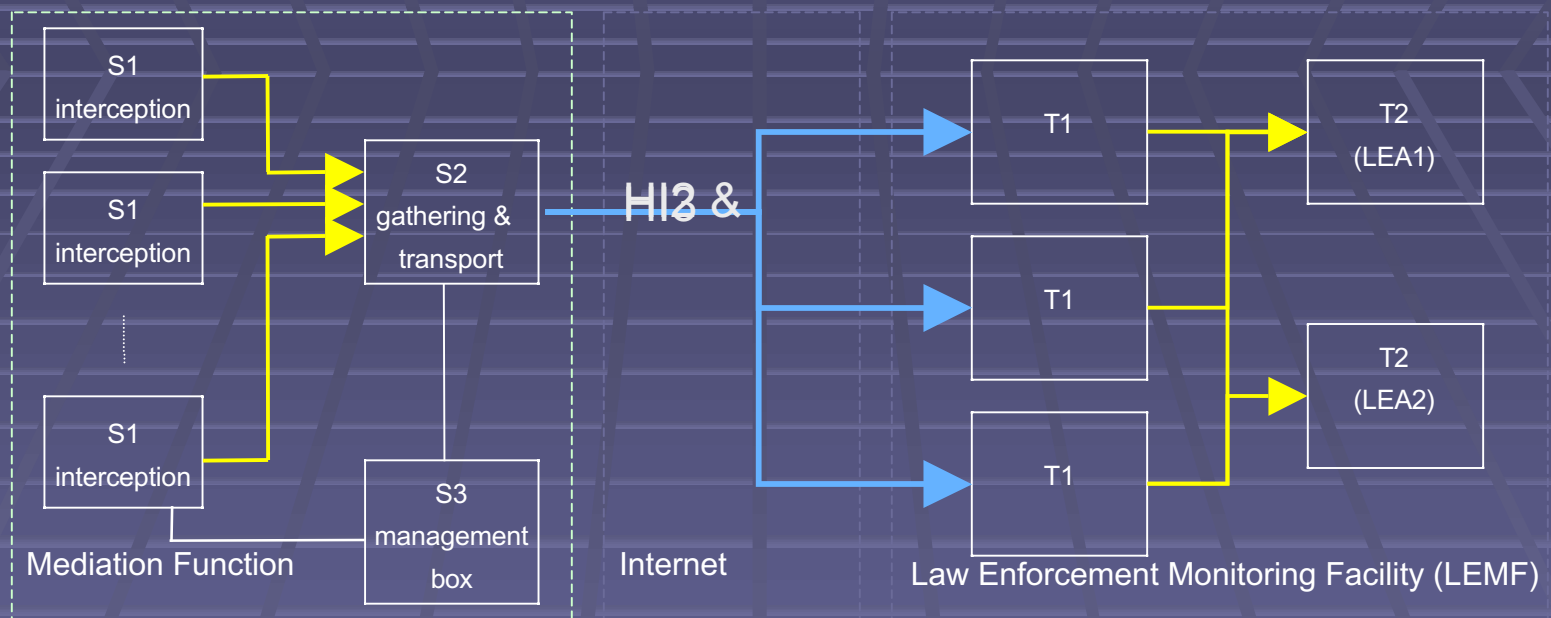 S1
interception
S1
interception
S1
interception
S2
gathering &
transport
S3
management
box
Mediation Function
&
Internet
T1
T1
T1
T2
(LEA1)
T2
(LEA2)
Law Enforcement Monitoring Facility (LEMF)